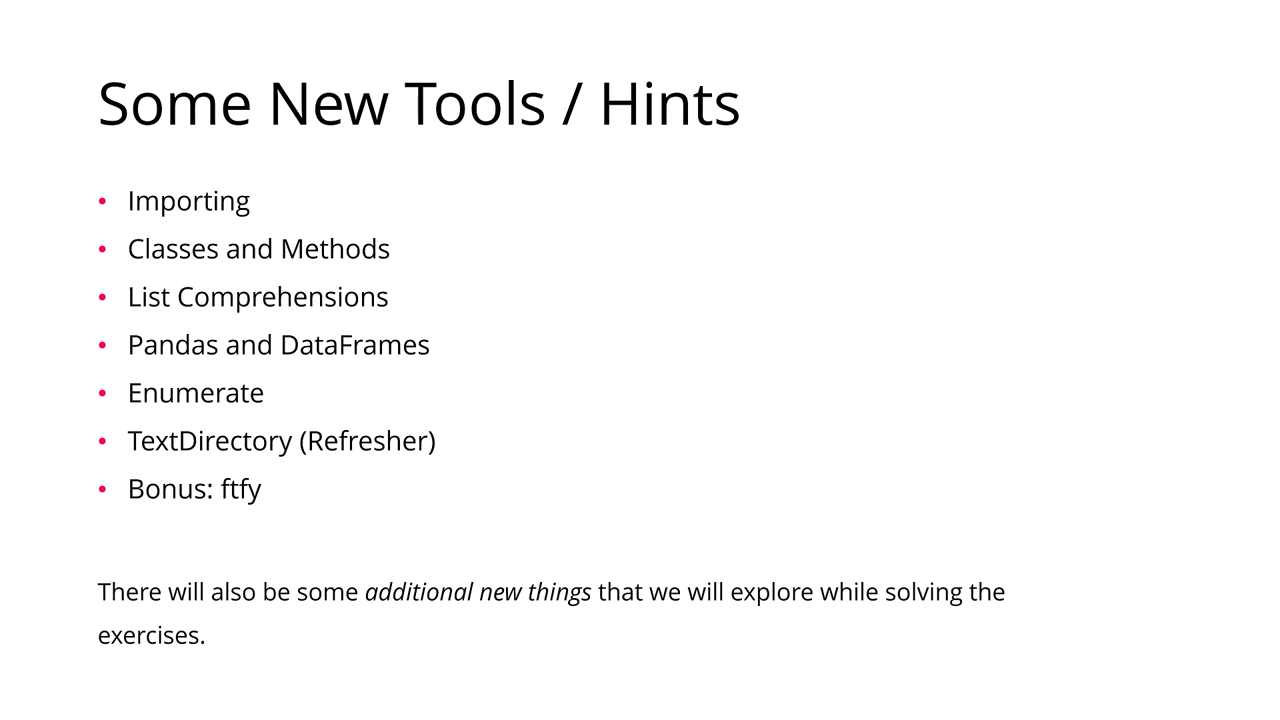 Some New Tools / Hints
• Importing
• Classes and Methods
• List Comprehensions
• Pandas and DataFrames
• Enumerate
• TextDirectory (Refresher)
• Bonus: ftfy
There will also be some additional new things that we will explore while solving the
exercises.